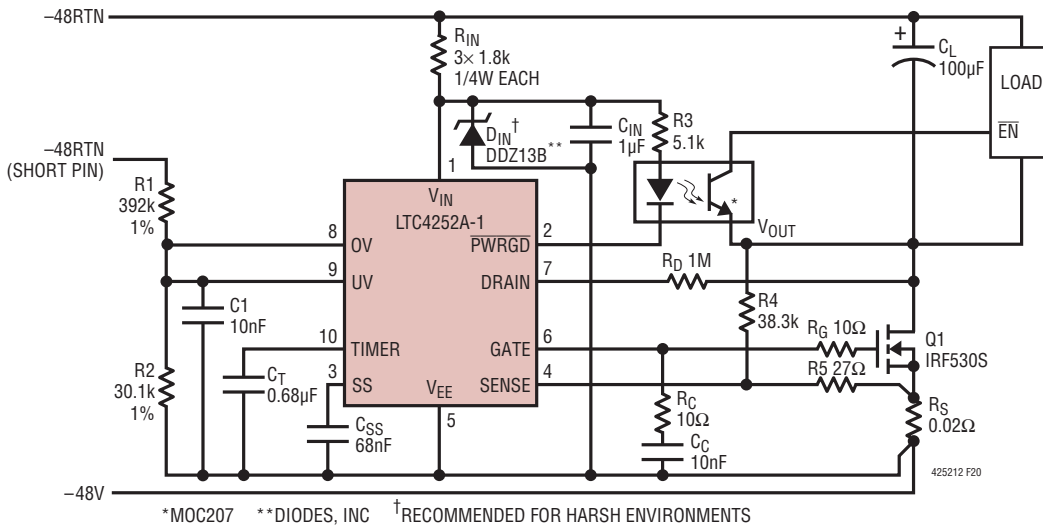 –48RTN
RIN
3× 1.8k
1/4W EACH
+
CL
100µF
LOAD
EN
DIN†
DDZ13B**
CIN
1µF
R3
5.1k
–48RTN
(SHORT PIN)
R1
392k
1%
1
VIN
LTC4252A-1
*
VOUT
8
OV
PWRGD
2
9
UV
DRAIN
7
RD 1M
R4
38.3k
C1
10nF
10
TIMER
GATE
6
RG 10Ω
Q1
IRF530S
R2
30.1k
1%
CT
0.68µF
3
SS
VEE
SENSE
4
R5 27Ω
5
RS
0.02Ω
RC
10Ω
CSS
68nF
CC
10nF
425212 F20
–48V
*MOC207 **DIODES, INC †RECOMMENDED FOR HARSH ENVIRONMENTS